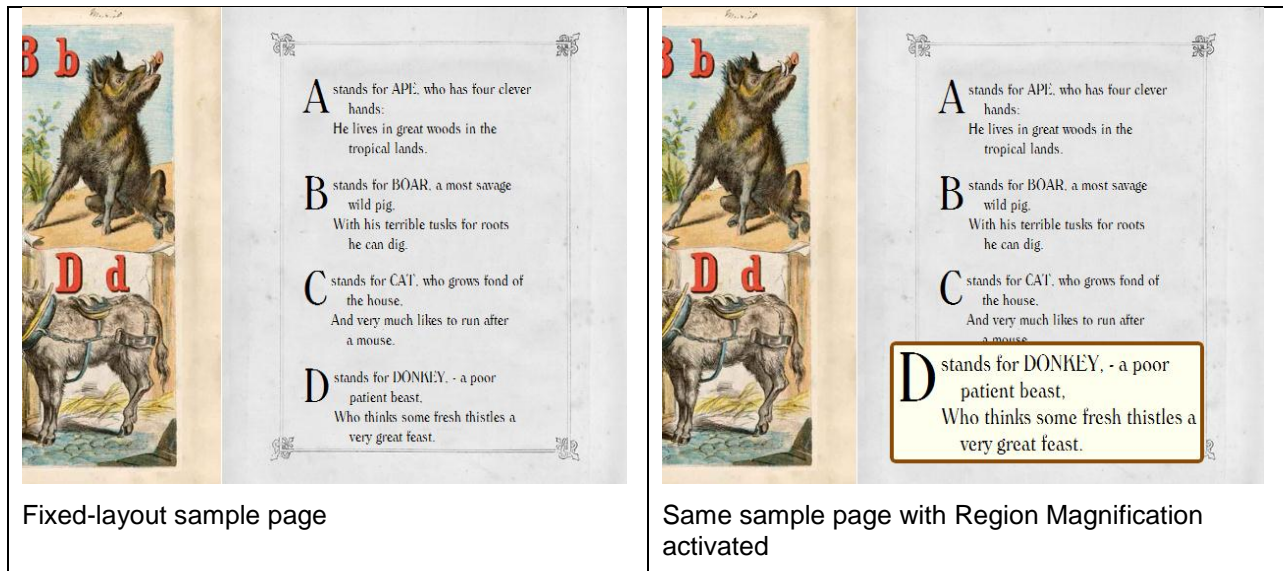 B b
D d
A stands for APE, who has four clever
hands:
He lives in great woods in the
tropical lands.
B stands for BOAR, a most savage
wild pig,
With his terrible tusks for roots
he can dig.
C stands for CAT, who grows fond of
the house,
And very much likes to run after
a mouse.
D stands for DONKEY, - a poor
patient beast,
Who thinks some fresh thistles a
very great feast.
Fixed-layout sample page
B b
D d
A stands for APE, who has four clever
hands:
He lives in great woods in the
tropical lands.
B stands for BOAR, a most savage
wild pig,
With his terrible tusks for roots
he can dig.
C stands for CAT, who grows fond of
the house,
And very much likes to run after
a mouse
D stands for DONKEY, - a poor
patient beast,
Who thinks some fresh thistles a
very great feast.
Same sample page with Region Magnification
activated